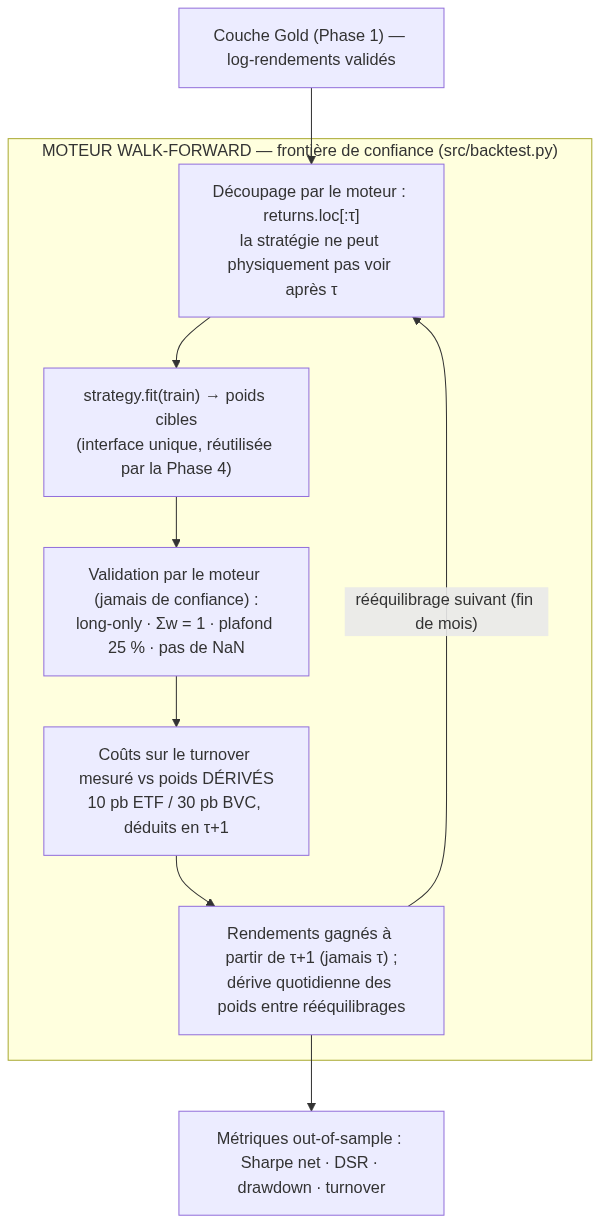 Couche Gold (Phase 1) —
log-rendements validés
MOTEUR WALK-FORWARD — frontière de confiance (src/backtest.py)
Découpage par le moteur :
returns.loc[:τ]
la stratégie ne peut
physiquement pas voir
après τ
strategy.fit(train) → poids
cibles
(interface unique, réutilisée
par la Phase 4)
Validation par le moteur
(jamais de confiance) :
long-only · Σw = 1 · plafond
25 % · pas de NaN
rééquilibrage suivant (fin
de mois)
Coûts sur le turnover
mesuré vs poids DÉRIVÉS
10 pb ETF / 30 pb BVC,
déduits en τ+1
Rendements gagnés à
partir de τ+1 (jamais τ) ;
dérive quotidienne des
poids entre rééquilibrages
Métriques out-of-sample :
Sharpe net · DSR ·
drawdown · turnover